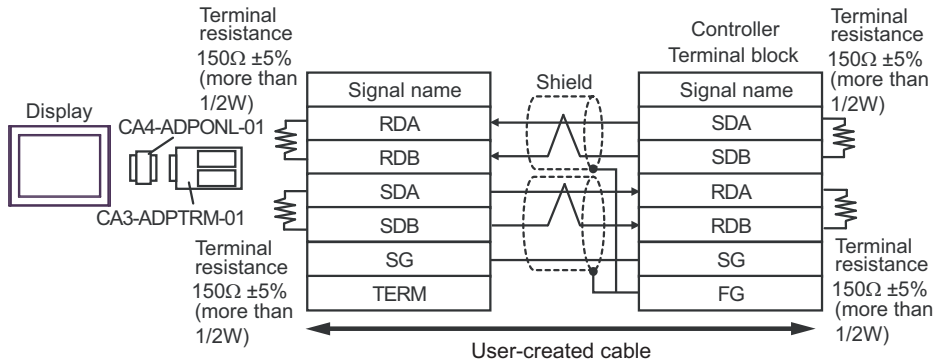 Terminal
resistance
150Ω ±5%
(more than
1/2W)
Display
CA4-ADPONL-01
CA3-ADPTRM-01
Terminal
resistance
150Ω ±5%
(more than
1/2W)
Signal name
RDA
RDB
SDA
SDB
SG
TERM
Shield
Controller
Terminal block
Signal name
SDA
SDB
RDA
RDB
SG
FG
Terminal
resistance
150Ω ±5%
(more than
1/2W)
Terminal
resistance
150Ω ±5%
(more than
1/2W)
User-created cable